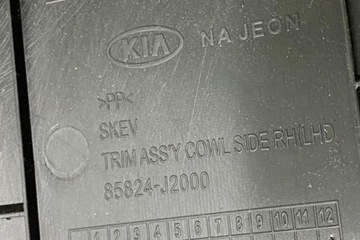 KIA NAJEON
>PP<
SKEV
TRIM ASS'Y COWL SIDE RH(LHD)
85824-J2000
1 2 3 4 5 6 7 8 9 10 11 12